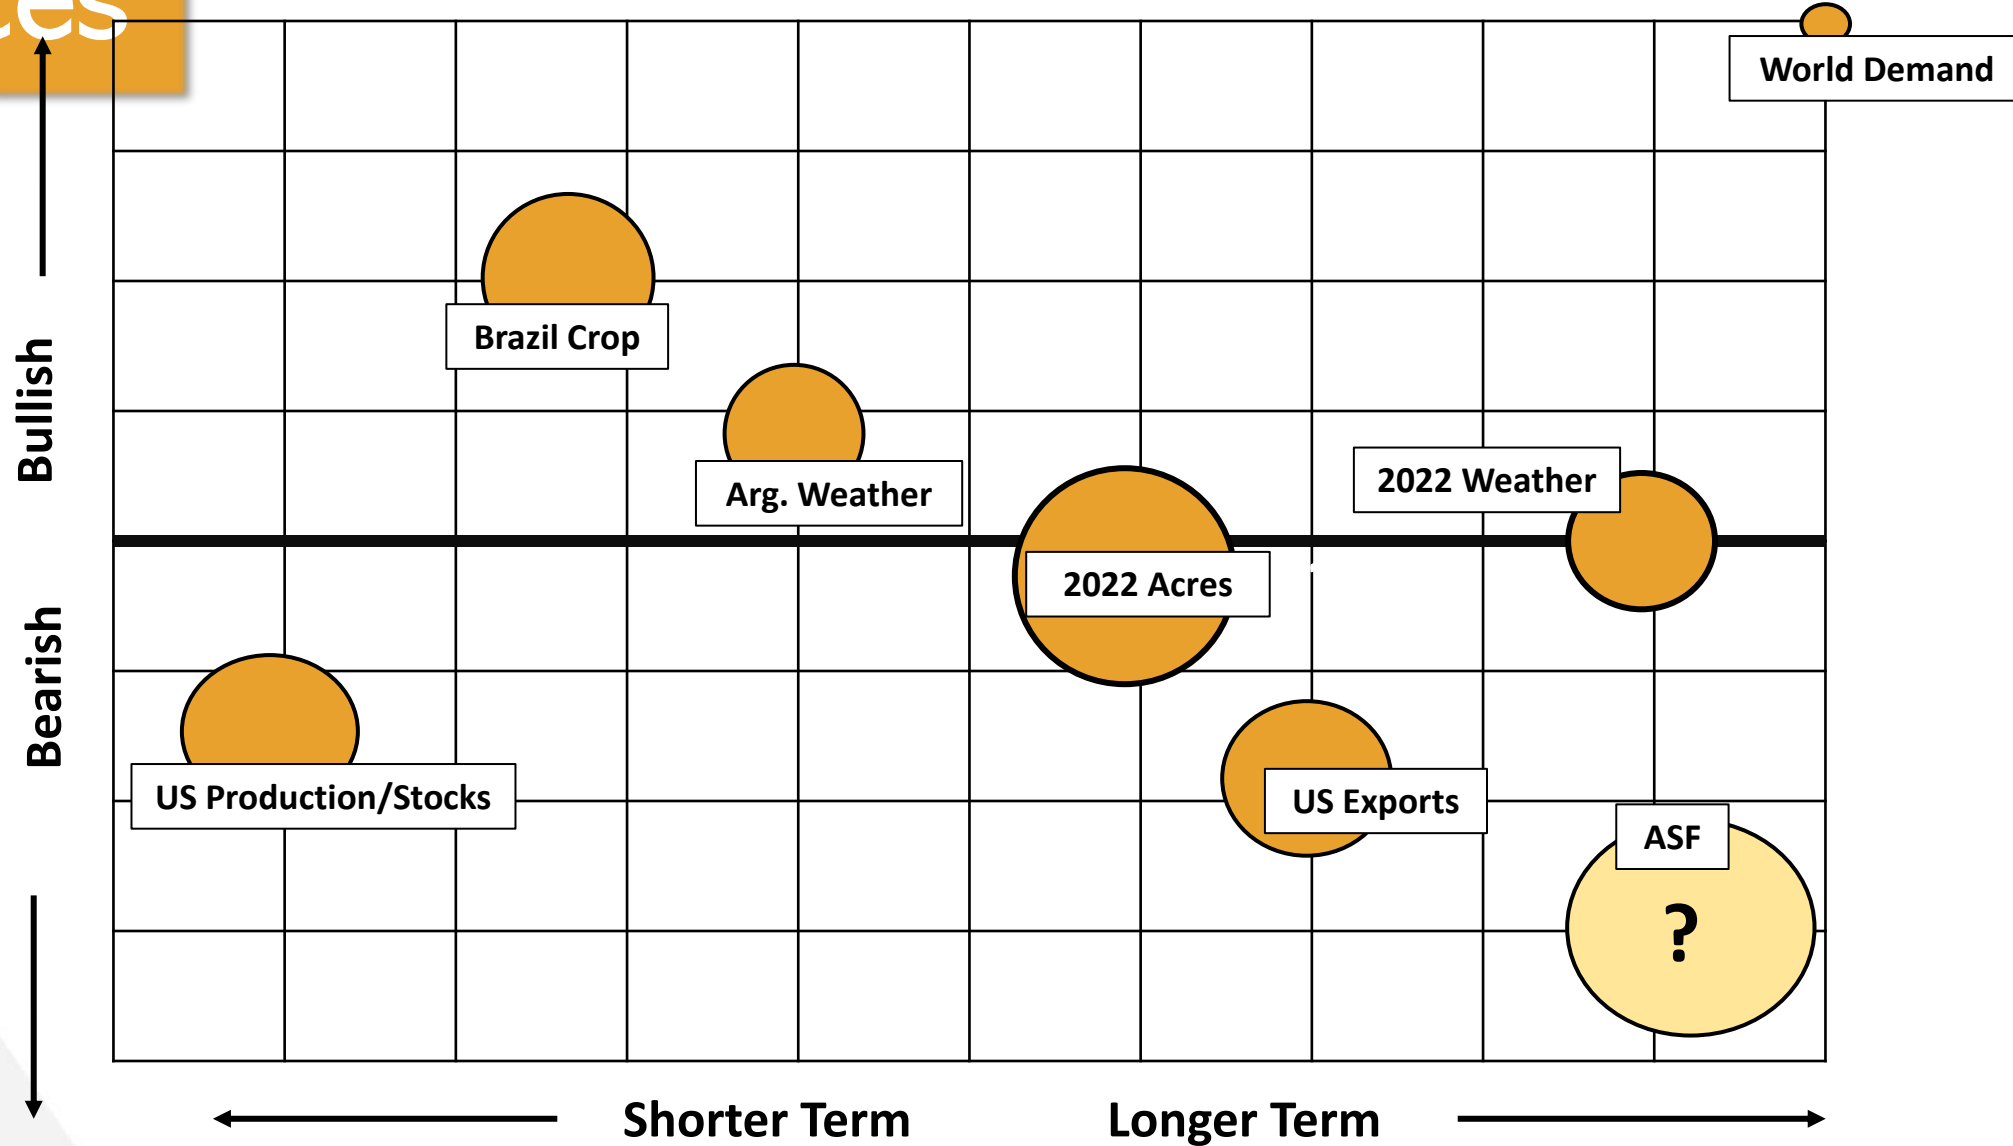 World Demand
Brazil Crop
Arg. Weather
2022 Weather
2022 Acres
US Production/Stocks
US Exports
ASF
?
Bullish
Bearish
Shorter Term
Longer Term